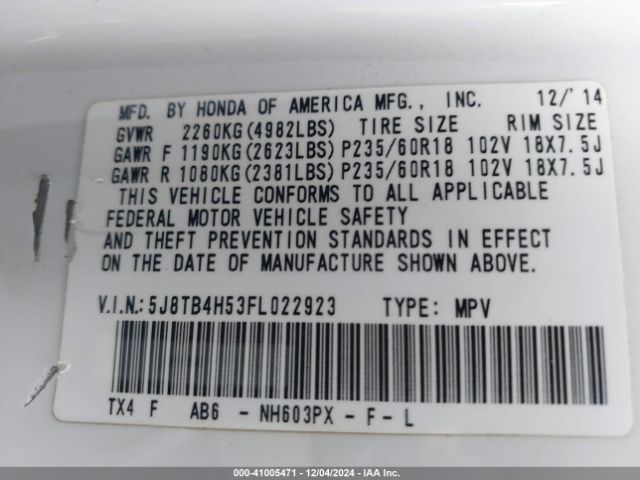 MFD. BY HONDA OF AMERICA MFG., INC. 12/'14
GVWR 2260KG(4982LBS) TIRE SIZE RIM SIZE
GAWR F 1190KG(2623LBS) P235/60R18 102V 18X7.5J
GAWR R 1080KG(2381LBS) P235/60R18 102V 18X7.5J
THIS VEHICLE CONFORMS TO ALL APPLICABLE
FEDERAL MOTOR VEHICLE SAFETY
AND THEFT PREVENTION STANDARDS IN EFFECT
ON THE DATE OF MANUFACTURE SHOWN ABOVE.
V.I.N.: 5J8TB4H53FL022923 TYPE: MPV
TX4 F AB6 - NH603PX - F - L
000-41005471 - 12/04/2024 - IAA Inc.